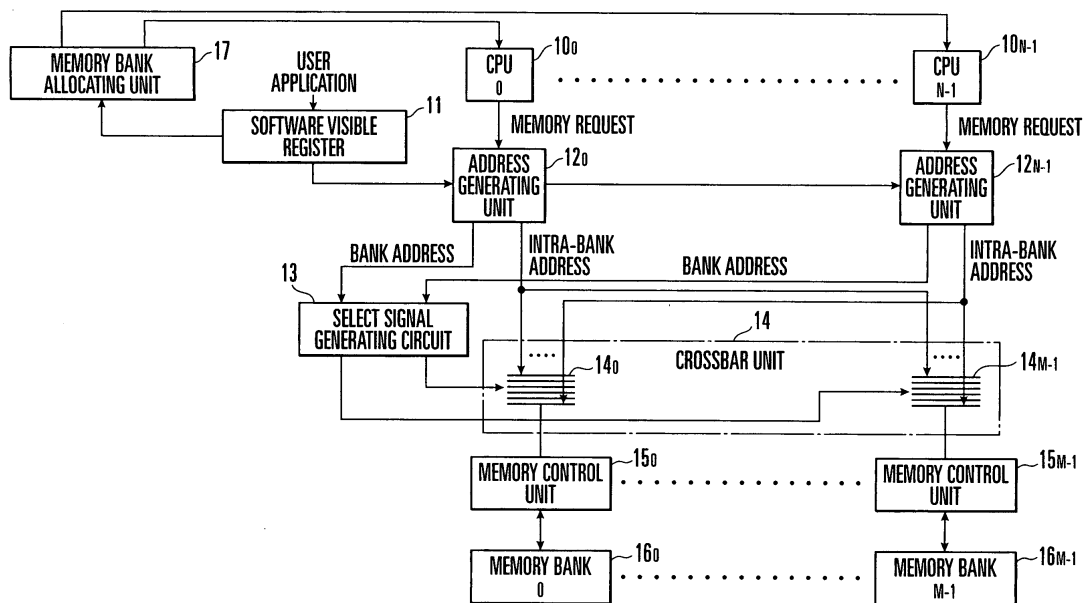 17
MEMORY BANK
ALLOCATING UNIT
USER
APPLICATION
11
SOFTWARE VISIBLE
REGISTER
10₀
CPU
0
10N-1
CPU
N-1
MEMORY REQUEST
MEMORY REQUEST
12₀
ADDRESS
GENERATING
UNIT
12N-1
ADDRESS
GENERATING
UNIT
BANK ADDRESS
INTRA-BANK
ADDRESS
BANK ADDRESS
INTRA-BANK
ADDRESS
13
SELECT SIGNAL
GENERATING CIRCUIT
14
CROSSBAR UNIT
14₀
14M-1
15₀
MEMORY CONTROL
UNIT
15M-1
MEMORY CONTROL
UNIT
16₀
MEMORY BANK
0
16M-1
MEMORY BANK
M-1